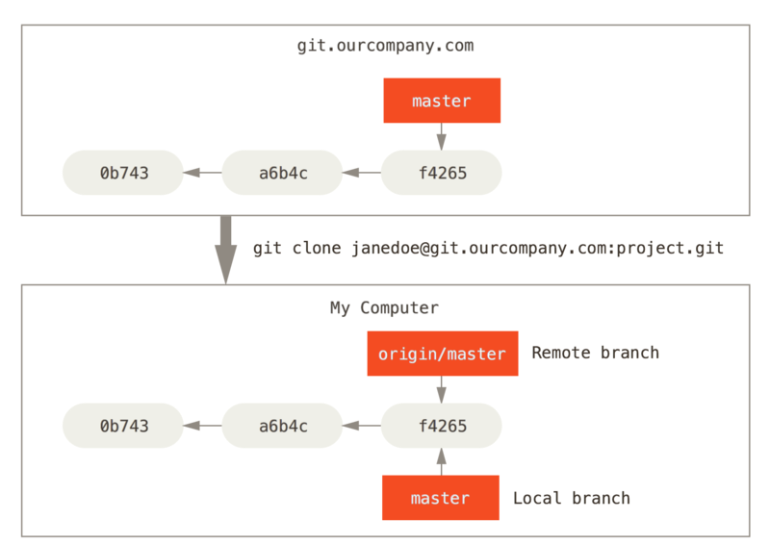 git.ourcompany.com
master
0b743 a6b4c f4265
git clone janedoe@git.ourcompany.com:project.git
My Computer
origin/master Remote branch
0b743 a6b4c f4265
master Local branch